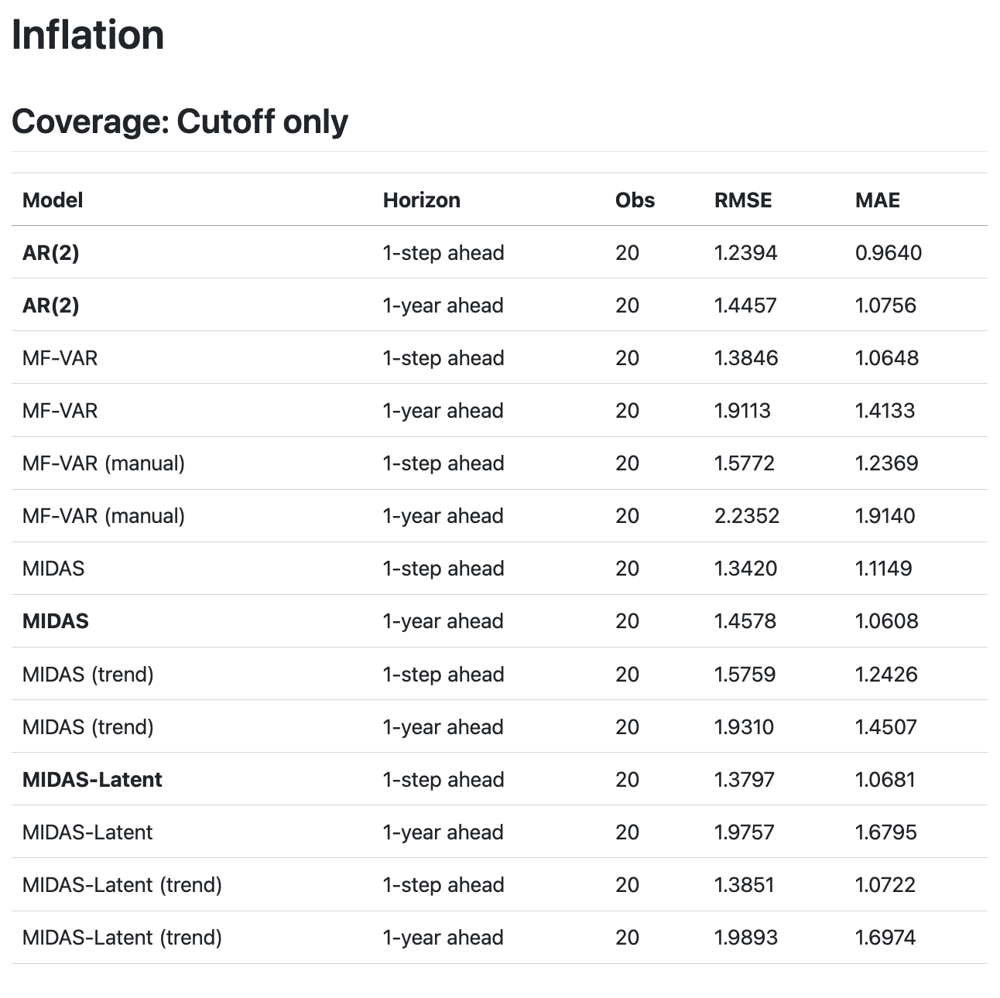 Inflation
Coverage: Cutoff only
Model Horizon Obs RMSE MAE
AR(2) 1-step ahead 20 1.2394 0.9640
AR(2) 1-year ahead 20 1.4457 1.0756
MF-VAR 1-step ahead 20 1.3846 1.0648
MF-VAR 1-year ahead 20 1.9113 1.4133
MF-VAR (manual) 1-step ahead 20 1.5772 1.2369
MF-VAR (manual) 1-year ahead 20 2.2352 1.9140
MIDAS 1-step ahead 20 1.3420 1.1149
MIDAS 1-year ahead 20 1.4578 1.0608
MIDAS (trend) 1-step ahead 20 1.5759 1.2426
MIDAS (trend) 1-year ahead 20 1.9310 1.4507
MIDAS-Latent 1-step ahead 20 1.3797 1.0681
MIDAS-Latent 1-year ahead 20 1.9757 1.6795
MIDAS-Latent (trend) 1-step ahead 20 1.3851 1.0722
MIDAS-Latent (trend) 1-year ahead 20 1.9893 1.6974